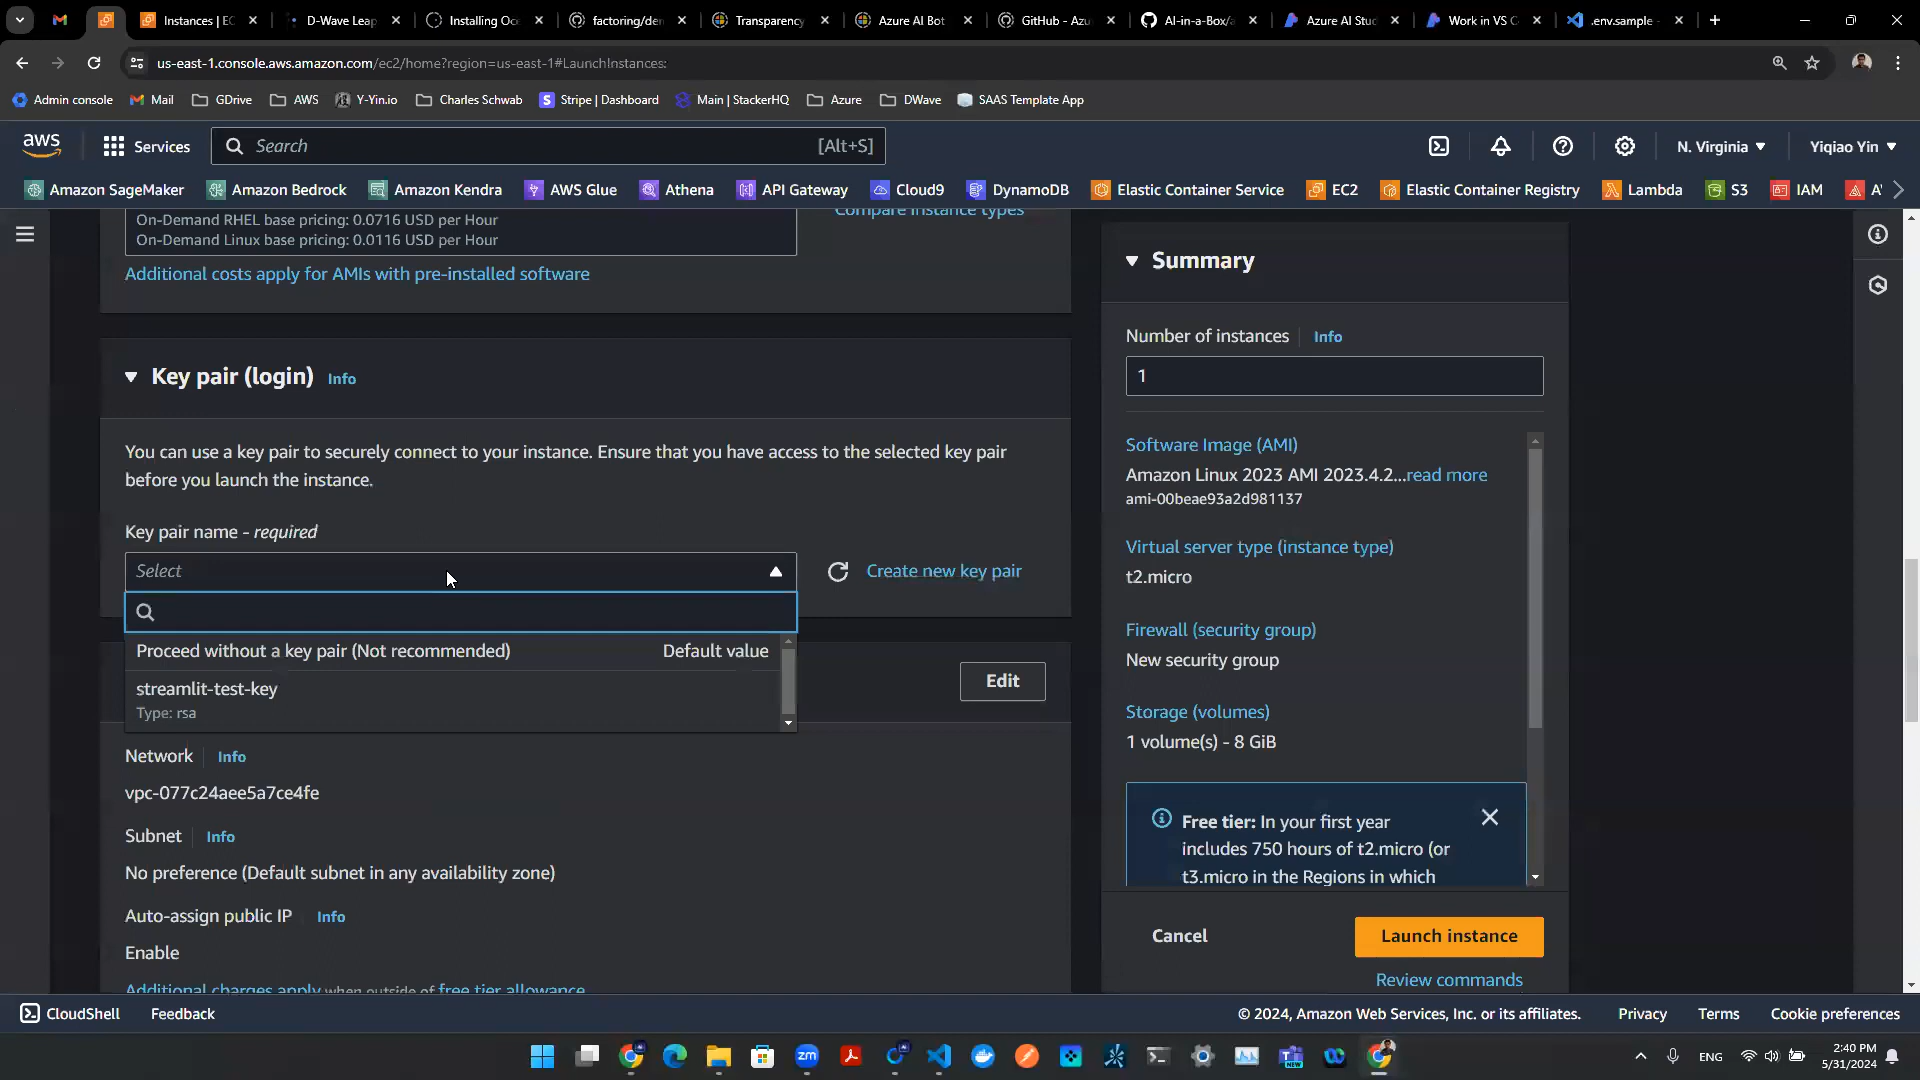 Instances | EC
D-Wave Leap
Installing Oce
factoring/den
Transparency
Azure AI Bot
GitHub - Azu
AI-in-a-Box/a
Azure AI Stud
Work in VS C
.env.sample -
us-east-1.console.aws.amazon.com/ec2/home?region=us-east-1#LaunchInstances:
Admin console
Mail
GDrive
AWS
Y-Yin.io
Charles Schwab
Stripe | Dashboard
Main | StackerHQ
Azure
DWave
SAAS Template App
aws
Services
Search
[Alt+S]
N. Virginia
Yiqiao Yin
Amazon SageMaker
Amazon Bedrock
Amazon Kendra
AWS Glue
Athena
API Gateway
Cloud9
DynamoDB
Elastic Container Service
EC2
Elastic Container Registry
Lambda
S3
IAM
On-Demand RHEL base pricing: 0.0716 USD per Hour
On-Demand Linux base pricing: 0.0116 USD per Hour
Compare instance types
Additional costs apply for AMIs with pre-installed software
Key pair (login)
Info
You can use a key pair to securely connect to your instance. Ensure that you have access to the selected key pair
before you launch the instance.
Key pair name - required
Select
Create new key pair
Proceed without a key pair (Not recommended)
Default value
streamlit-test-key
Type: rsa
Edit
Network
Info
vpc-077c24aee5a7ce4fe
Subnet
Info
No preference (Default subnet in any availability zone)
Auto-assign public IP
Info
Enable
Additional charges apply when outside of free tier allowance
Summary
Number of instances
Info
1
Software Image (AMI)
Amazon Linux 2023 AMI 2023.4.2...read more
ami-00beae93a2d981137
Virtual server type (instance type)
t2.micro
Firewall (security group)
New security group
Storage (volumes)
1 volume(s) - 8 GiB
Free tier: In your first year
includes 750 hours of t2.micro (or
t3.micro in the Regions in which
Cancel
Launch instance
Review commands
CloudShell
Feedback
© 2024, Amazon Web Services, Inc. or its affiliates.
Privacy
Terms
Cookie preferences
ENG
2:40 PM
5/31/2024